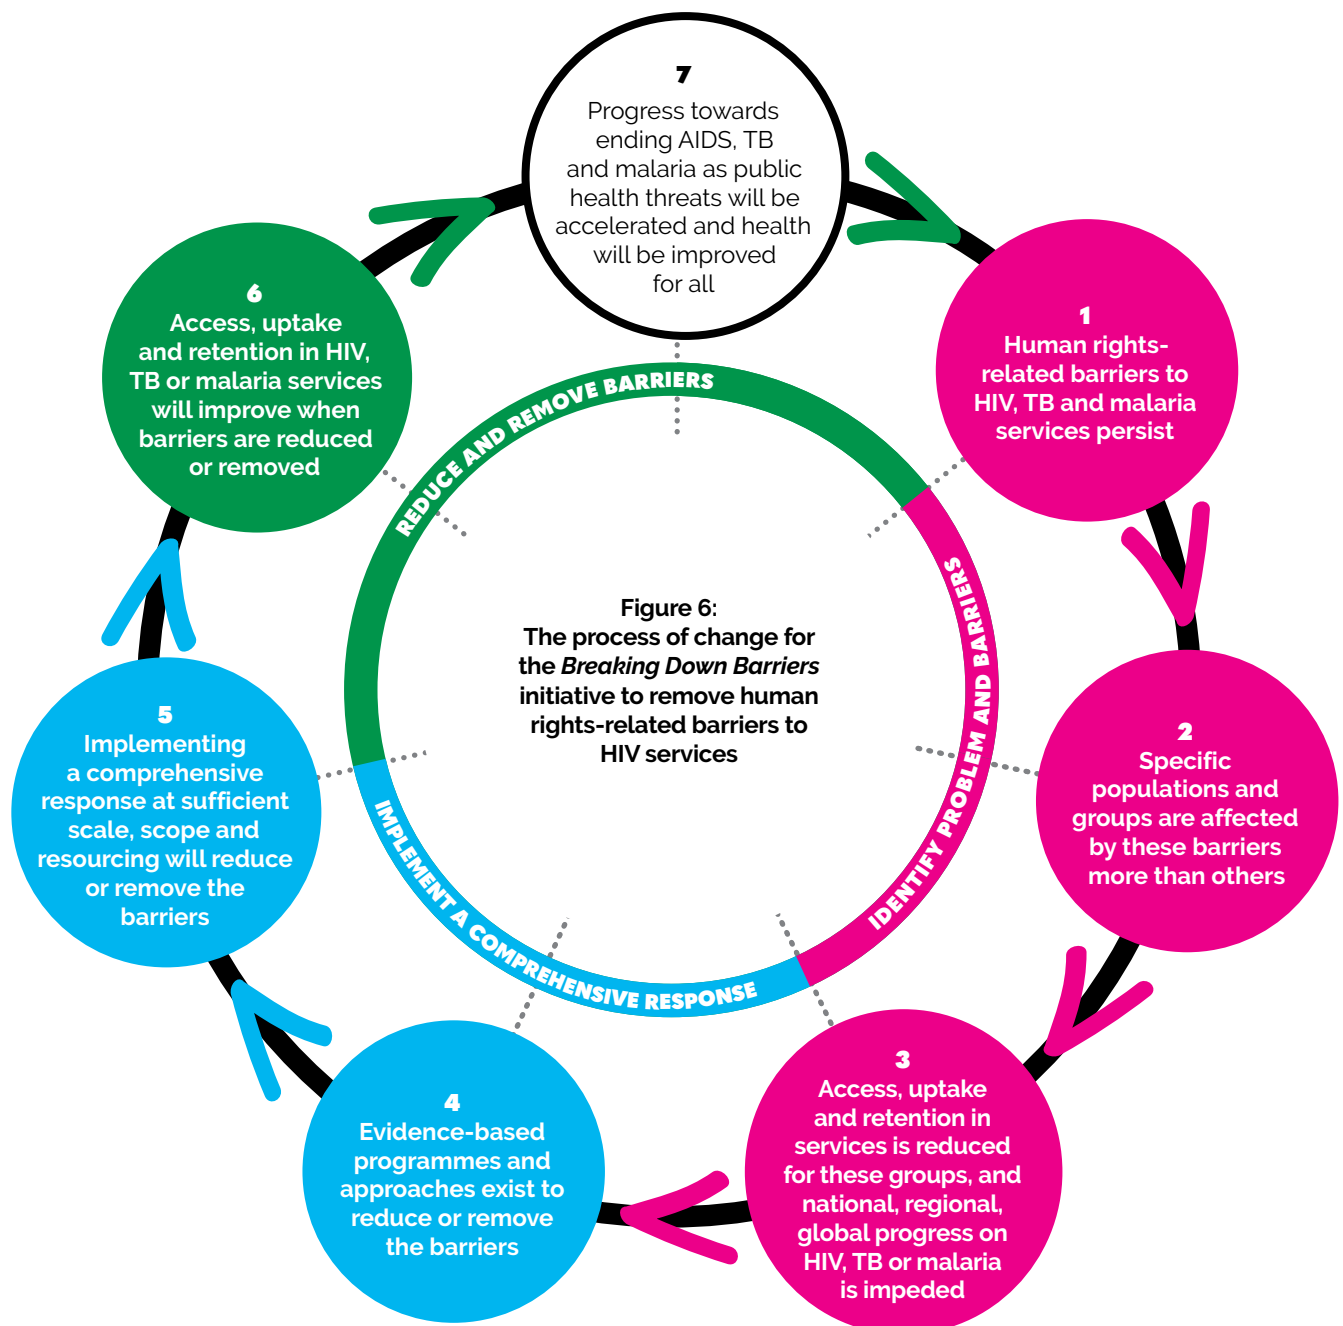 7
Progress towards
ending AIDS, TB
and malaria as public
health threats will be
accelerated and health
will be improved
for all
1
Human rights-
related barriers to
HIV, TB and malaria
services persist
2
Specific
populations and
groups are affected
by these barriers
more than others
3
Access, uptake
and retention in
services is reduced
for these groups, and
national, regional,
global progress on
HIV, TB or malaria
is impeded
4
Evidence-based
programmes and
approaches exist to
reduce or remove
the barriers
5
Implementing
a comprehensive
response at sufficient
scale, scope and
resourcing will reduce
or remove the
barriers
6
Access, uptake
and retention in HIV,
TB or malaria services
will improve when
barriers are reduced
or removed
REDUCE AND REMOVE BARRIERS
IDENTIFY PROBLEM AND BARRIERS
IMPLEMENT A COMPREHENSIVE RESPONSE
Figure 6:
The process of change for
the Breaking Down Barriers
initiative to remove human
rights-related barriers to
HIV services